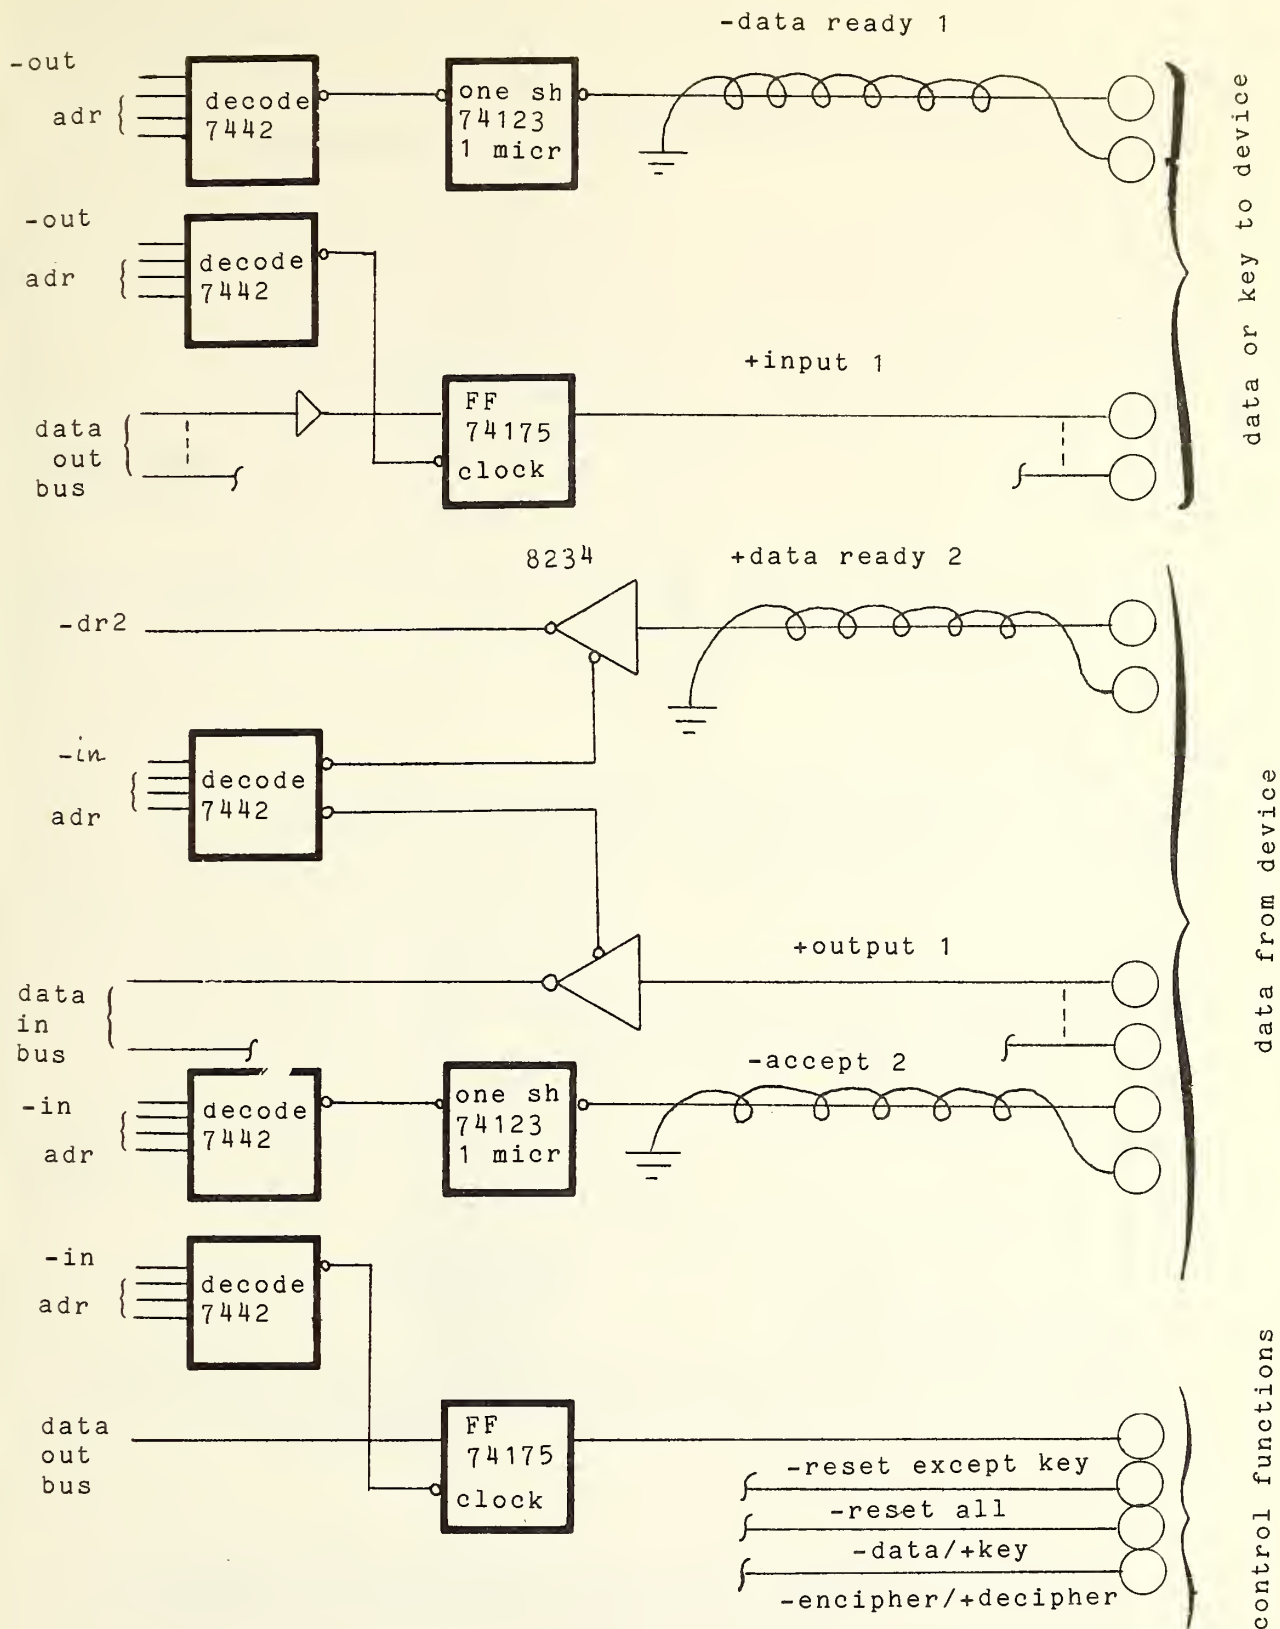 -data ready 1
-out
adr
decode
7442
one sh
74123
1 micr
-out
adr
decode
7442
+input 1
data
out
bus
FF
74175
clock
data or key to device
8234
+data ready 2
-dr2
-in
adr
decode
7442
+output 1
data
in
bus
-accept 2
-in
adr
decode
7442
one sh
74123
1 micr
data from device
-in
adr
decode
7442
data
out
bus
FF
74175
clock
-reset except key
-reset all
-data/+key
-encipher/+decipher
control functions